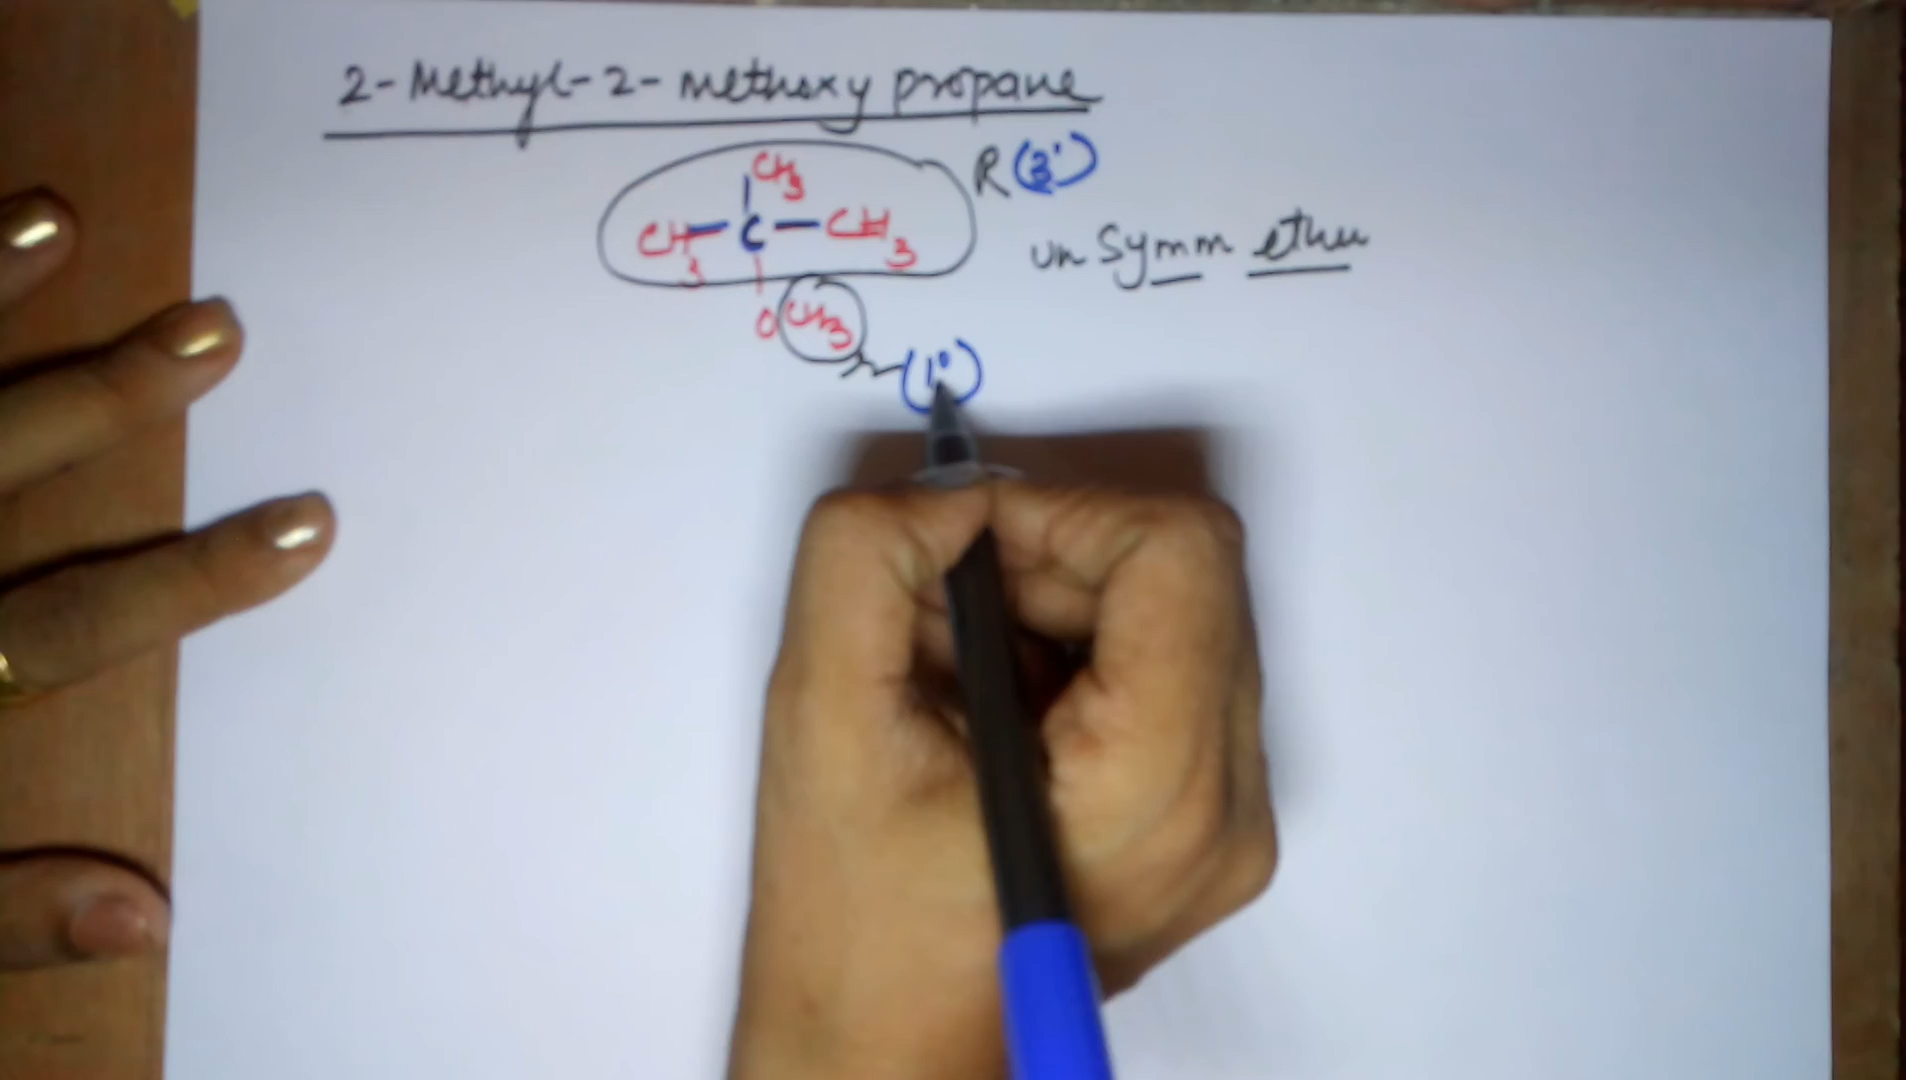 2-Methyl-2-methoxy propane
CH3
R (3°)
CH3-C-CH3
un Symm ether
OCH3
(1°)